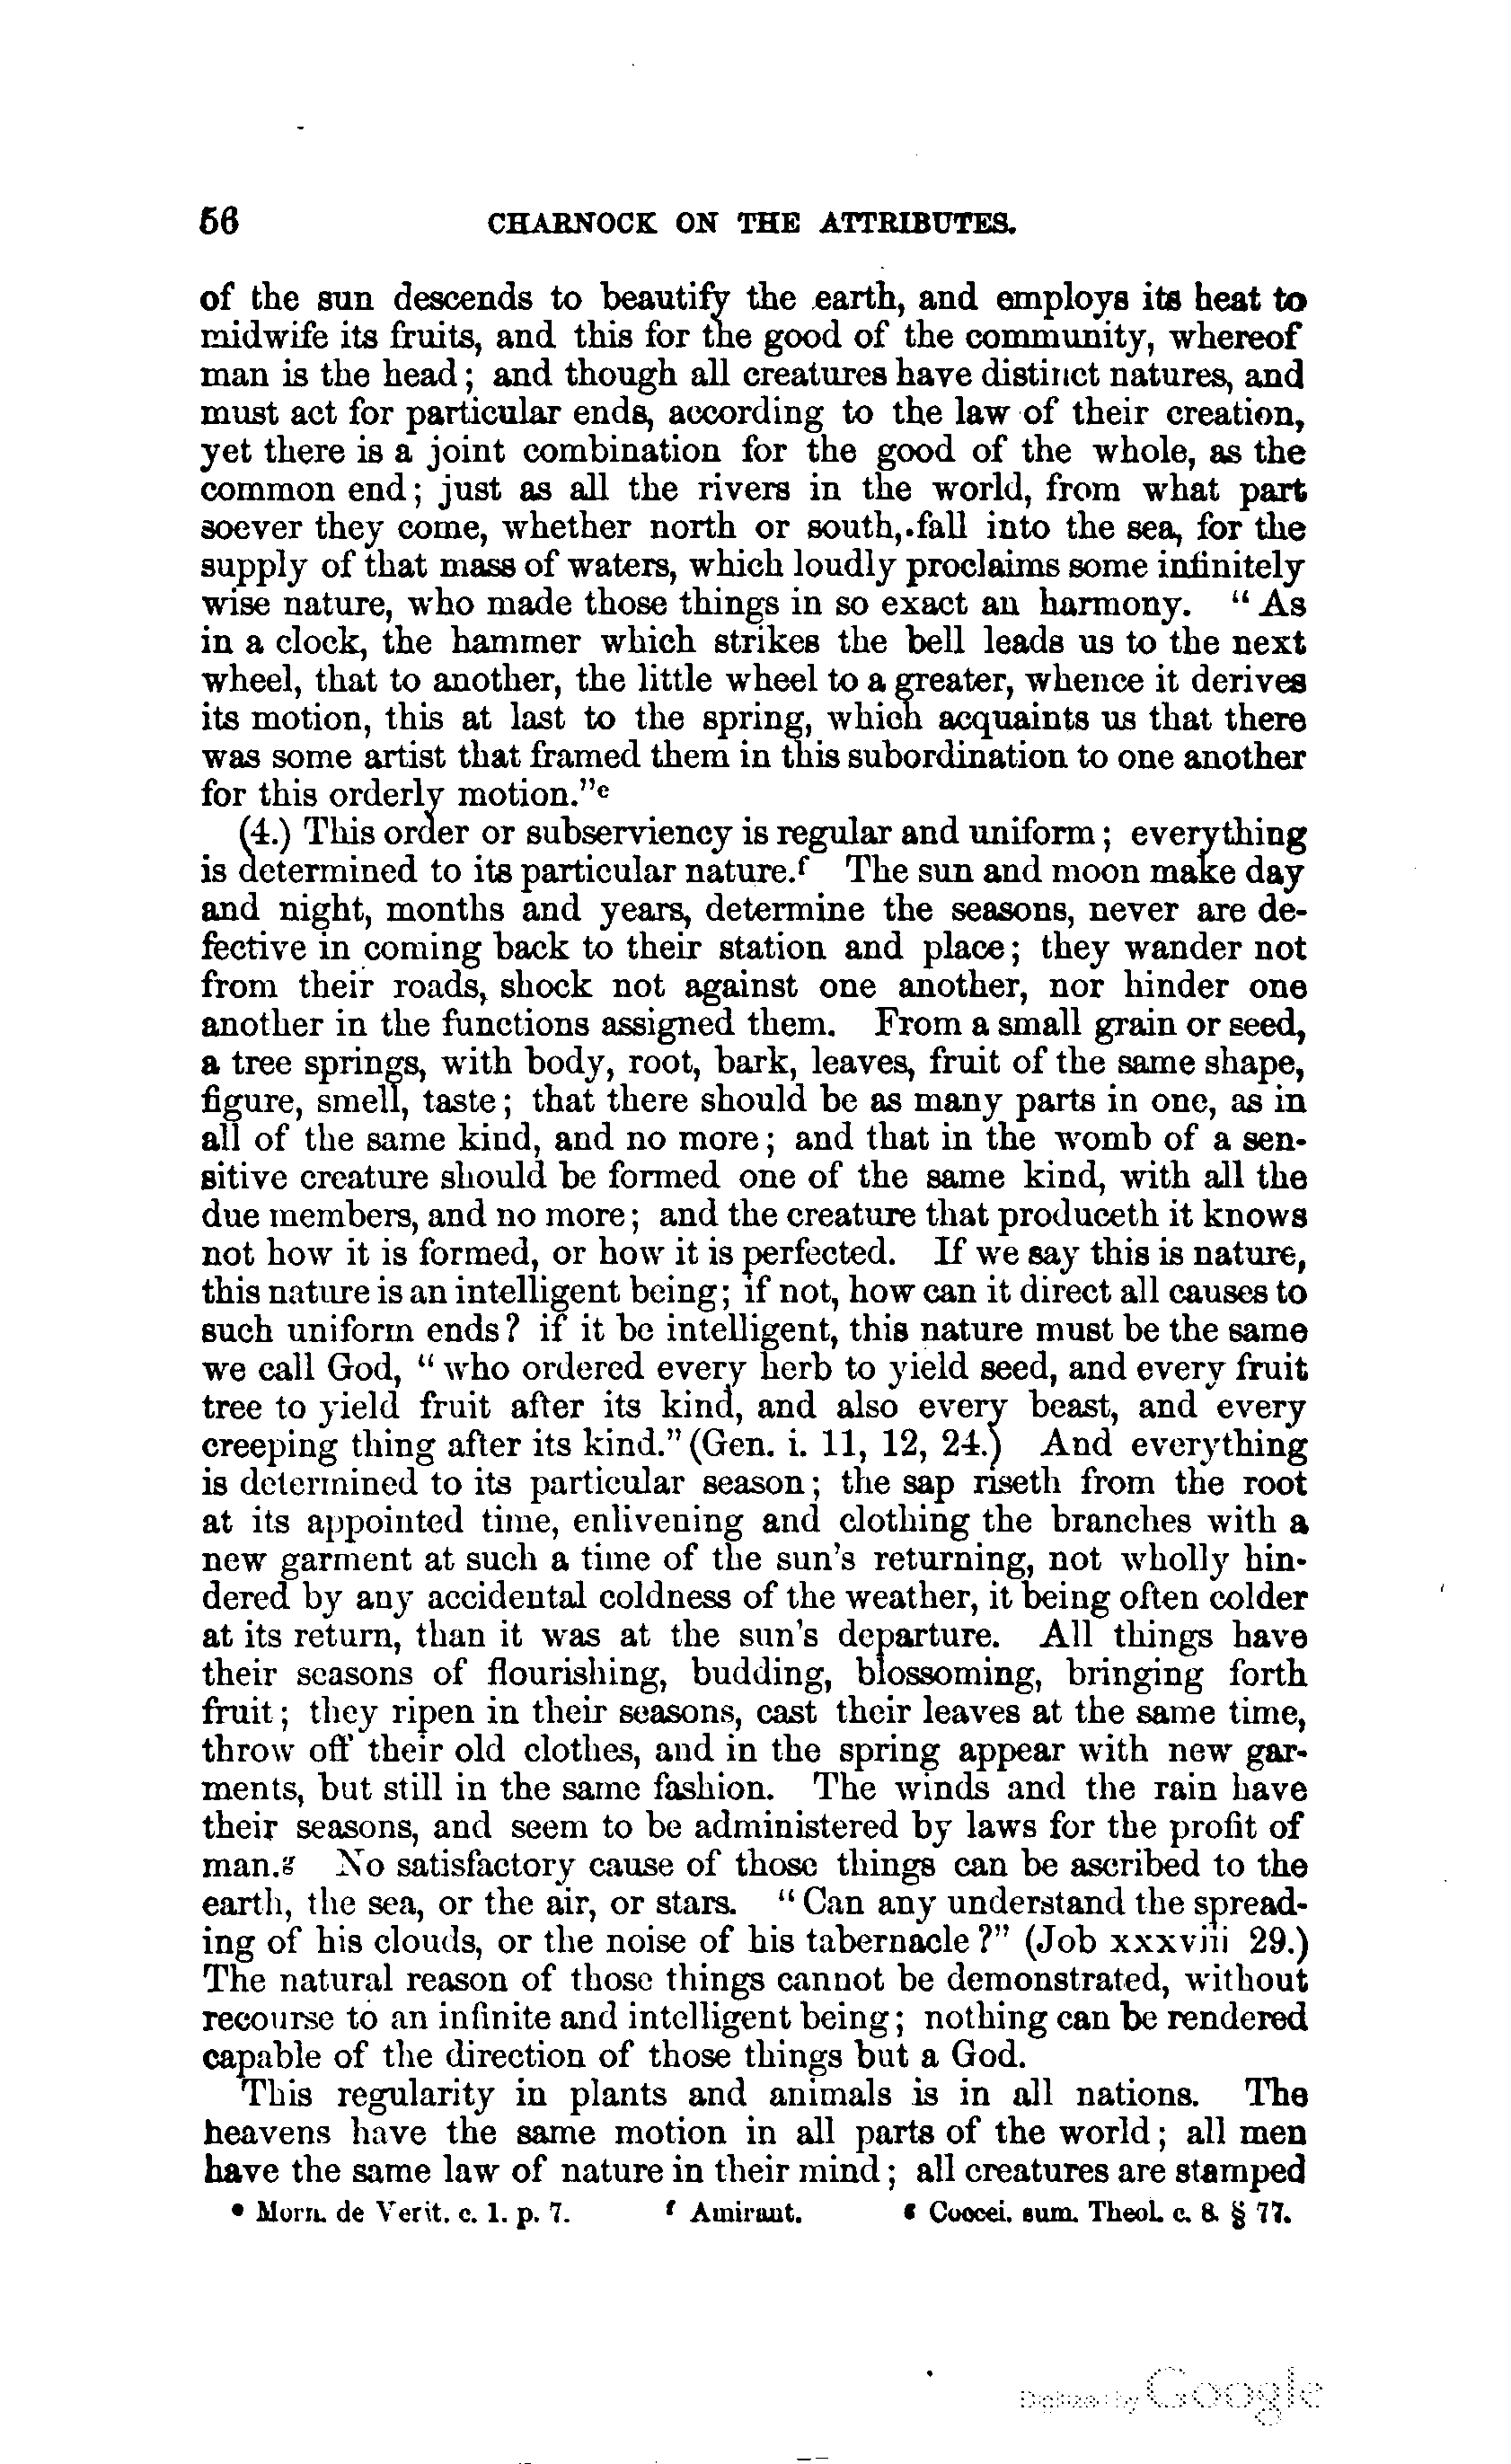 56 CHARNOCK ON THE ATTRIBUTES.
of the sun descends to beautify the earth, and employs its heat to
midwife its fruits, and this for the good of the community, whereof
man is the head; and though all creatures have distinct natures, and
must act for particular ends, according to the law of their creation,
yet there is a joint combination for the good of the whole, as the
common end; just as all the rivers in the world, from what part
soever they come, whether north or south, fall into the sea, for the
supply of that mass of waters, which loudly proclaims some infinitely
wise nature, who made those things in so exact an harmony. "As
in a clock, the hammer which strikes the bell leads us to the next
wheel, that to another, the little wheel to a greater, whence it derives
its motion, this at last to the spring, which acquaints us that there
was some artist that framed them in this subordination to one another
for this orderly motion."e
(4.) This order or subserviency is regular and uniform; everything
is determined to its particular nature.f The sun and moon make day
and night, months and years, determine the seasons, never are de-
fective in coming back to their station and place; they wander not
from their roads, shock not against one another, nor hinder one
another in the functions assigned them. From a small grain or seed,
a tree springs, with body, root, bark, leaves, fruit of the same shape,
figure, smell, taste; that there should be as many parts in one, as in
all of the same kind, and no more; and that in the womb of a sen-
sitive creature should be formed one of the same kind, with all the
due members, and no more; and the creature that produceth it knows
not how it is formed, or how it is perfected. If we say this is nature,
this nature is an intelligent being; if not, how can it direct all causes to
such uniform ends? if it be intelligent, this nature must be the same
we call God, "who ordered every herb to yield seed, and every fruit
tree to yield fruit after its kind, and also every beast, and every
creeping thing after its kind." (Gen. i. 11, 12, 24.) And everything
is determined to its particular season; the sap riseth from the root
at its appointed time, enlivening and clothing the branches with a
new garment at such a time of the sun's returning, not wholly hin-
dered by any accidental coldness of the weather, it being often colder
at its return, than it was at the sun's departure. All things have
their seasons of flourishing, budding, blossoming, bringing forth
fruit; they ripen in their seasons, cast their leaves at the same time,
throw off their old clothes, and in the spring appear with new gar-
ments, but still in the same fashion. The winds and the rain have
their seasons, and seem to be administered by laws for the profit of
man.g No satisfactory cause of those things can be ascribed to the
earth, the sea, or the air, or stars. "Can any understand the spread-
ing of his clouds, or the noise of his tabernacle?" (Job xxxviii 29.)
The natural reason of those things cannot be demonstrated, without
recourse to an infinite and intelligent being; nothing can be rendered
capable of the direction of those things but a God.
This regularity in plants and animals is in all nations. The
heavens have the same motion in all parts of the world; all men
have the same law of nature in their mind; all creatures are stamped
e Morn. de Verit. c. 1. p. 7. f Amiraut. g Coccei. sum. Theol. c. 8. § 77.
Digitized by Google